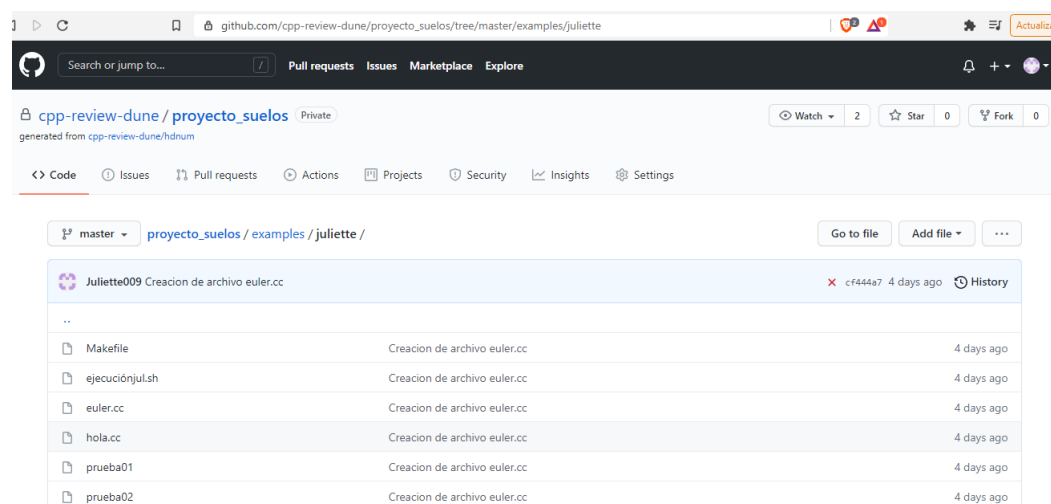 github.com/cpp-review-dune/proyecto_suelos/tree/master/examples/juliette
2
Actualiza
Search or jump to... / Pull requests Issues Marketplace Explore
cpp-review-dune / proyecto_suelos Private
Watch 2 Star 0 Fork 0
generated from cpp-review-dune/hdnum
<> Code Issues Pull requests Actions Projects Security Insights Settings
master proyecto_suelos / examples / juliette /
Go to file Add file ...
Juliette009 Creacion de archivo euler.cc cf444a7 4 days ago History
..
Makefile Creacion de archivo euler.cc 4 days ago
ejecuciónjul.sh Creacion de archivo euler.cc 4 days ago
euler.cc Creacion de archivo euler.cc 4 days ago
hola.cc Creacion de archivo euler.cc 4 days ago
prueba01 Creacion de archivo euler.cc 4 days ago
prueba02 Creacion de archivo euler.cc 4 days ago